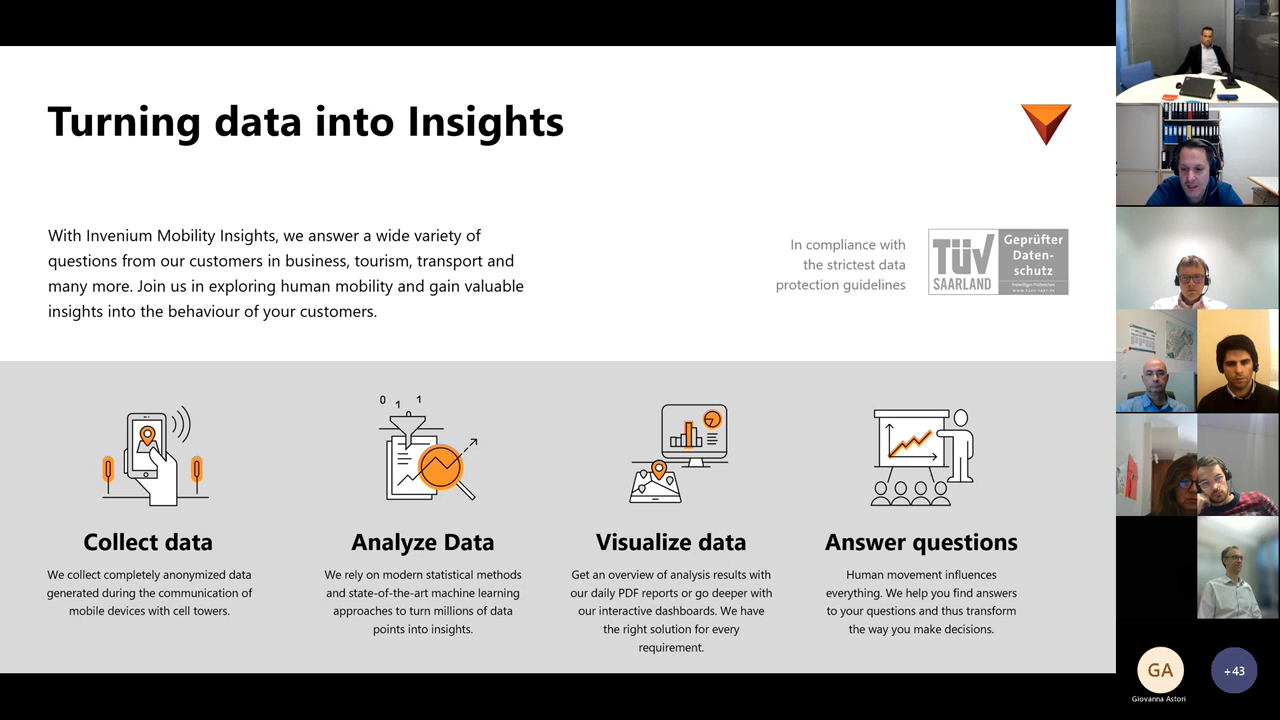 Turning data into Insights
With Invenium Mobility Insights, we answer a wide variety of
questions from our customers in business, tourism, transport and
many more. Join us in exploring human mobility and gain valuable
insights into the behaviour of your customers.
In compliance with
the strictest data
protection guidelines
TÜV
SAARLAND
Geprüfter
Daten-
schutz
0 1 1
Collect data
We collect completely anonymized data
generated during the communication of
mobile devices with cell towers.
Analyze Data
We rely on modern statistical methods
and state-of-the-art machine learning
approaches to turn millions of data
points into insights.
Visualize data
Get an overview of analysis results with
our daily PDF reports or go deeper with
our interactive dashboards. We have
the right solution for every
requirement.
Answer questions
Human movement influences
everything. We help you find answers
to your questions and thus transform
the way you make decisions.
GA
Giovanna Astori
+43